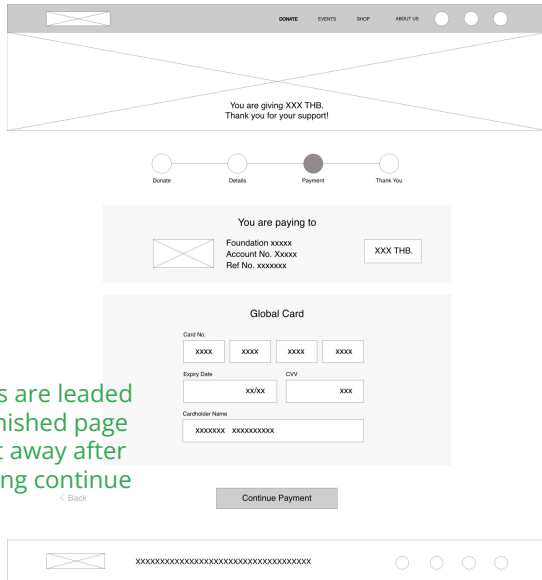 DONATE EVENTS SHOP ABOUT US
You are giving XXX THB.
Thank you for your support!
Donate Details Payment Thank You
You are paying to
Foundation xxxxx
Account No. Xxxxx
Ref No. xxxxxxx
XXX THB.
Global Card
Card No.
xxxx xxxx xxxx xxxx
Expiry Date CVV
xx/xx xxx
Cardholder Name
xxxxxxx xxxxxxxxxx
s are leaded
nished page
t away after
ng continue
< Back Continue Payment
xxxxxxxxxxxxxxxxxxxxxxxxxxxxxxxxxxxx